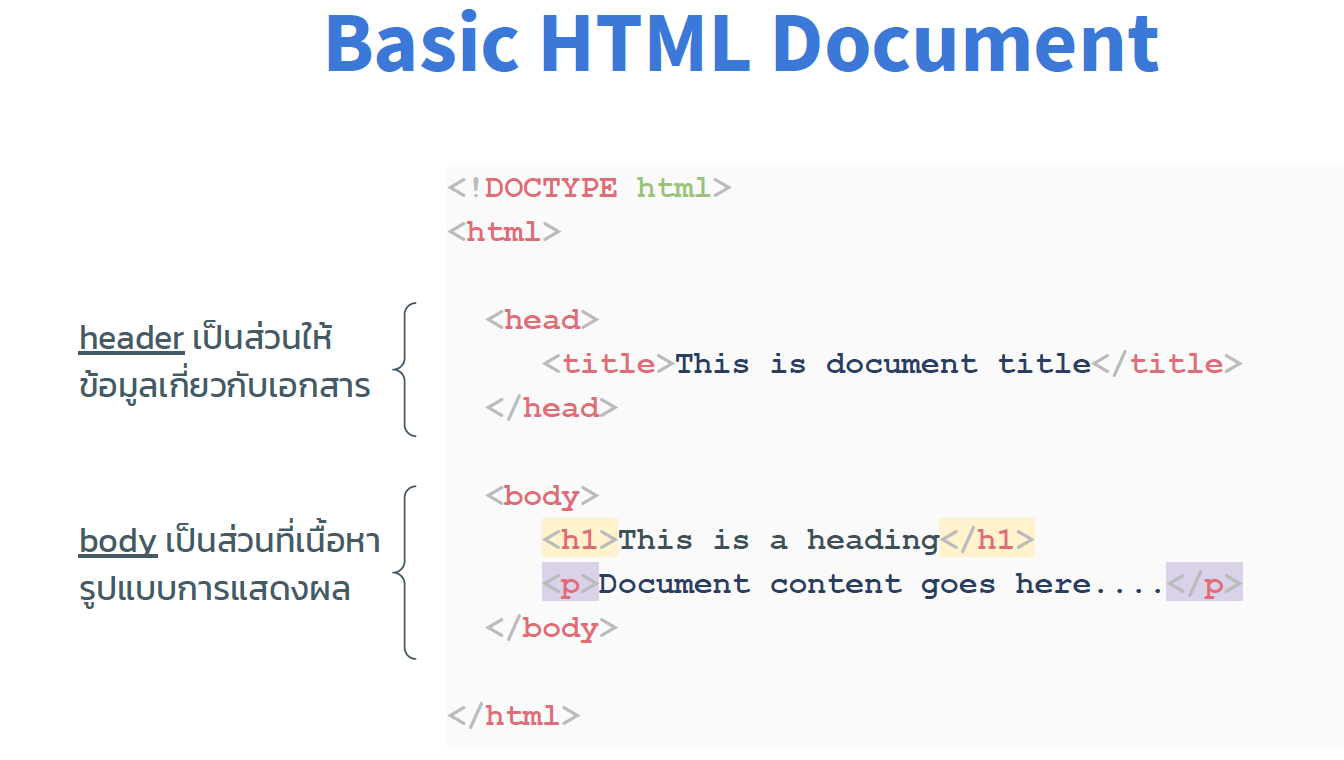 Basic HTML Document
<!DOCTYPE html>
<html>
<head>
header เป็นส่วนให้
<title>This is document title</title>
ข้อมูลเกี่ยวกับเอกสาร
</head>
<body>
body เป็นส่วนที่เนื้อหา
<h1>This is a heading</h1>
รูปแบบการแสดงผล
<p>Document content goes here....</p>
</body>
</html>